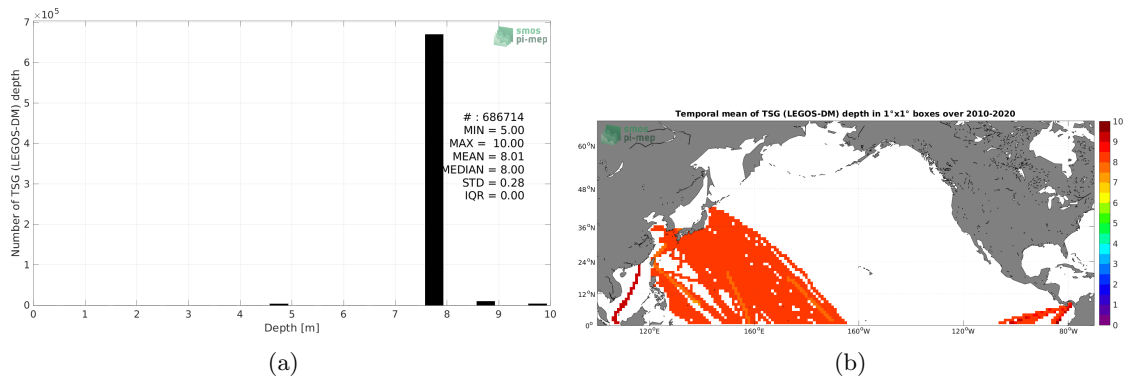 ×10⁵
7
6
5
4
3
2
1
0
Number of TSG (LEGOS-DM) depth
smos
pi-mep
# : 686714
MIN = 5.00
MAX = 10.00
MEAN = 8.01
MEDIAN = 8.00
STD = 0.28
IQR = 0.00
0 1 2 3 4 5 6 7 8 9 10
Depth [m]
(a)
Temporal mean of TSG (LEGOS-DM) depth in 1°x1° boxes over 2010-2020
smos
pi-mep
60°N
48°N
36°N
24°N
12°N
0°
120°E 160°E 160°W 120°W 80°W
10
9
8
7
6
5
4
3
2
1
0
(b)